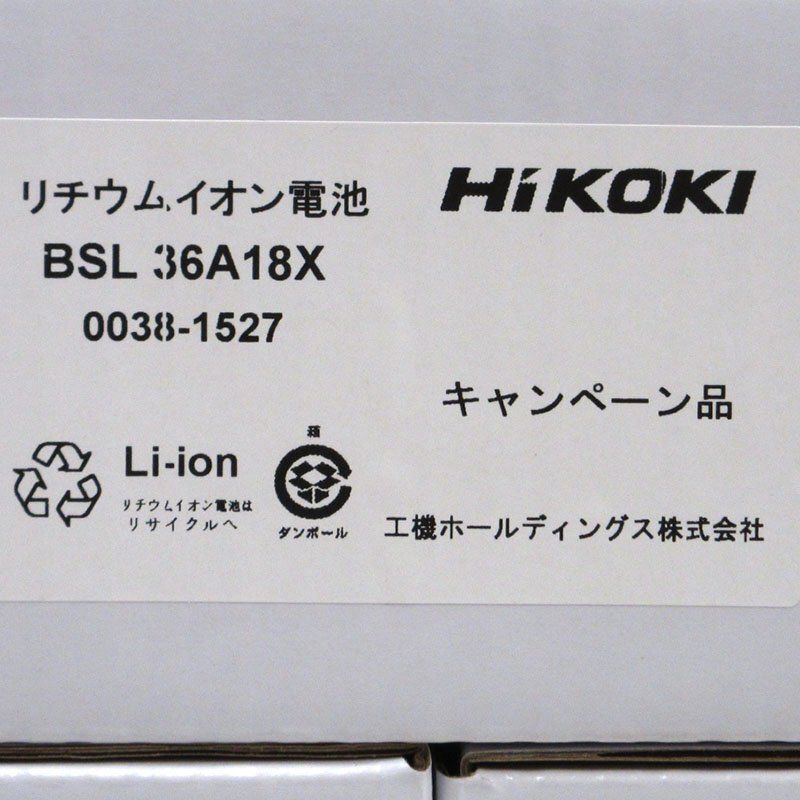 リチウムイオン電池
HiKOKI
BSL 36A18X
0038-1527
キャンペーン品
Li-ion
リチウムイオン電池は
リサイクルへ
箱
ダンボール
工機ホールディングス株式会社